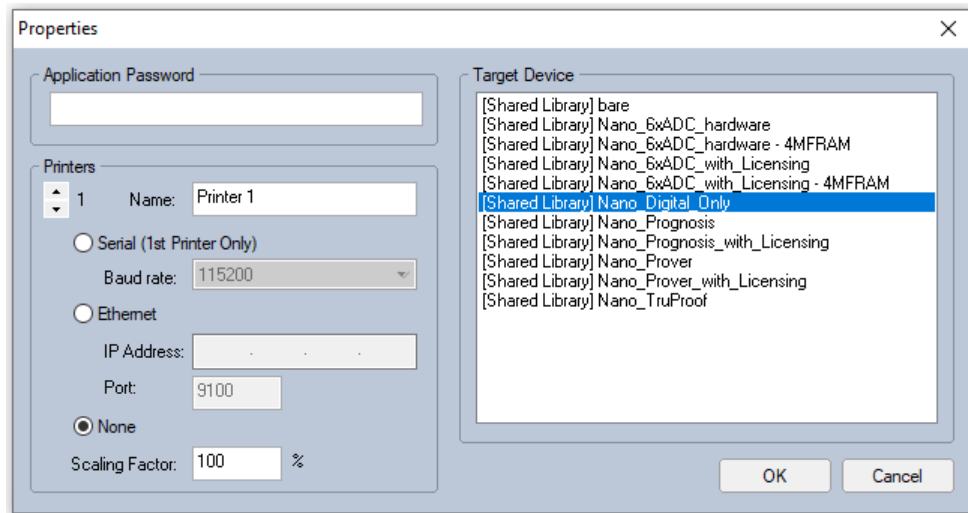 Properties
Application Password
Printers
1 Name: Printer 1
Serial (1st Printer Only)
Baud rate: 115200
Ethernet
IP Address: . . .
Port: 9100
None
Scaling Factor: 100 %
Target Device
[Shared Library] bare
[Shared Library] Nano_6xADC_hardware
[Shared Library] Nano_6xADC_hardware - 4MFRAM
[Shared Library] Nano_6xADC_with_Licensing
[Shared Library] Nano_6xADC_with_Licensing - 4MFRAM
[Shared Library] Nano_Digital_Only
[Shared Library] Nano_Prognosis
[Shared Library] Nano_Prognosis_with_Licensing
[Shared Library] Nano_Prover
[Shared Library] Nano_Prover_with_Licensing
[Shared Library] Nano_TruProof
OK Cancel